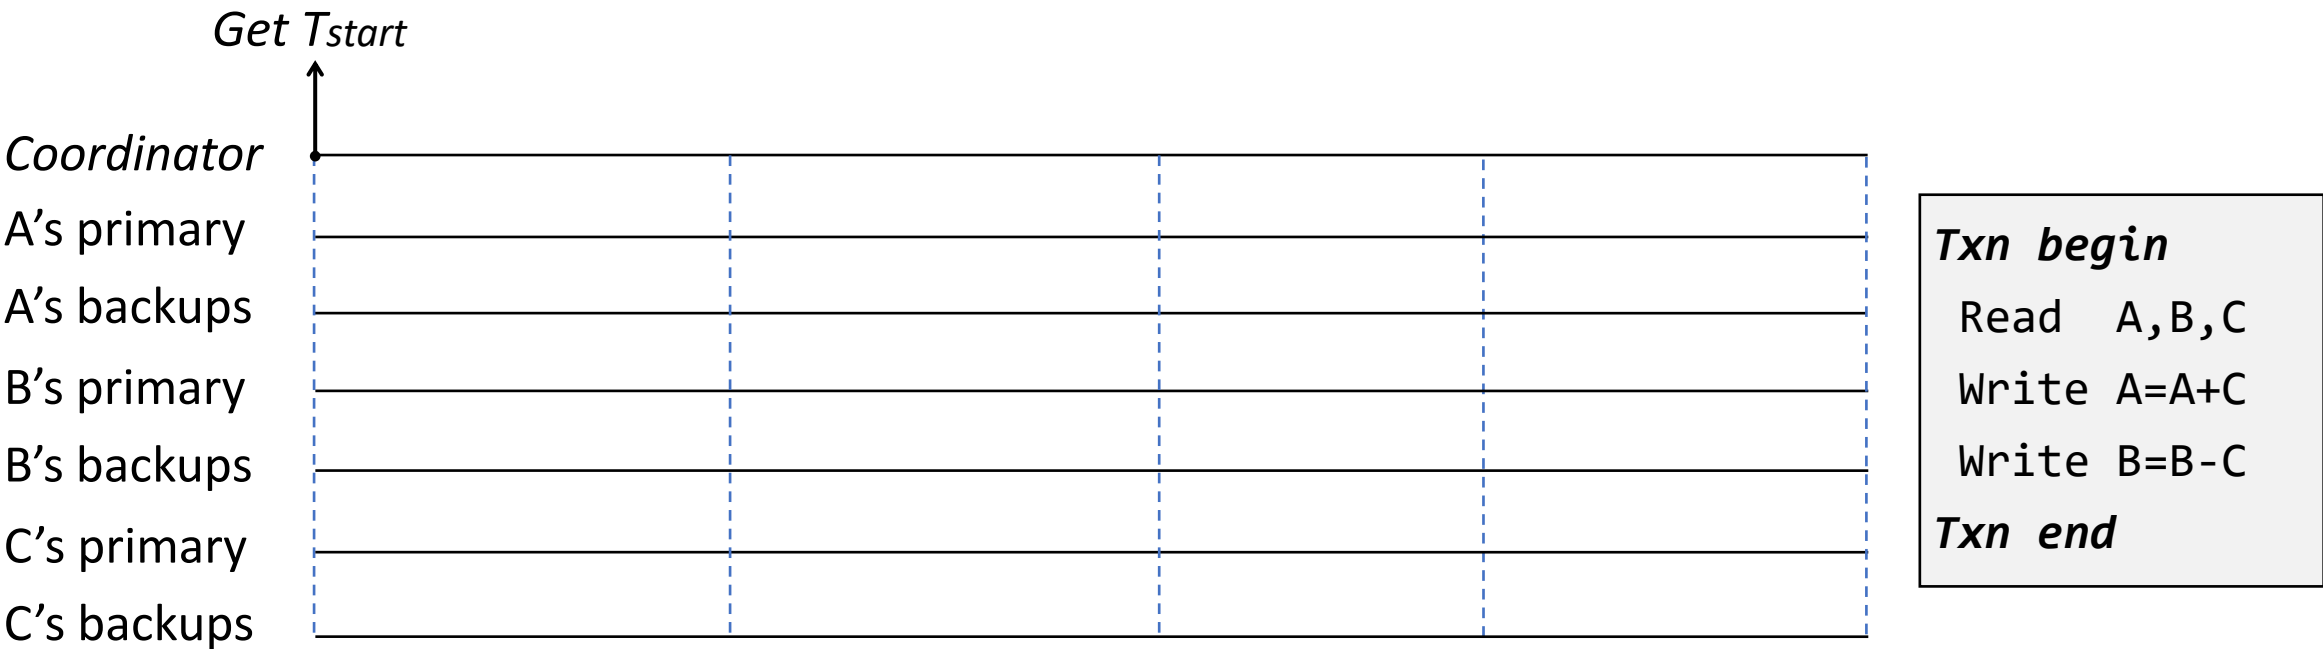 Get Tstart
Coordinator
A’s primary
A’s backups
B’s primary
B’s backups
C’s primary
C’s backups
Txn begin
Read A,B,C
Write A=A+C
Write B=B-C
Txn end